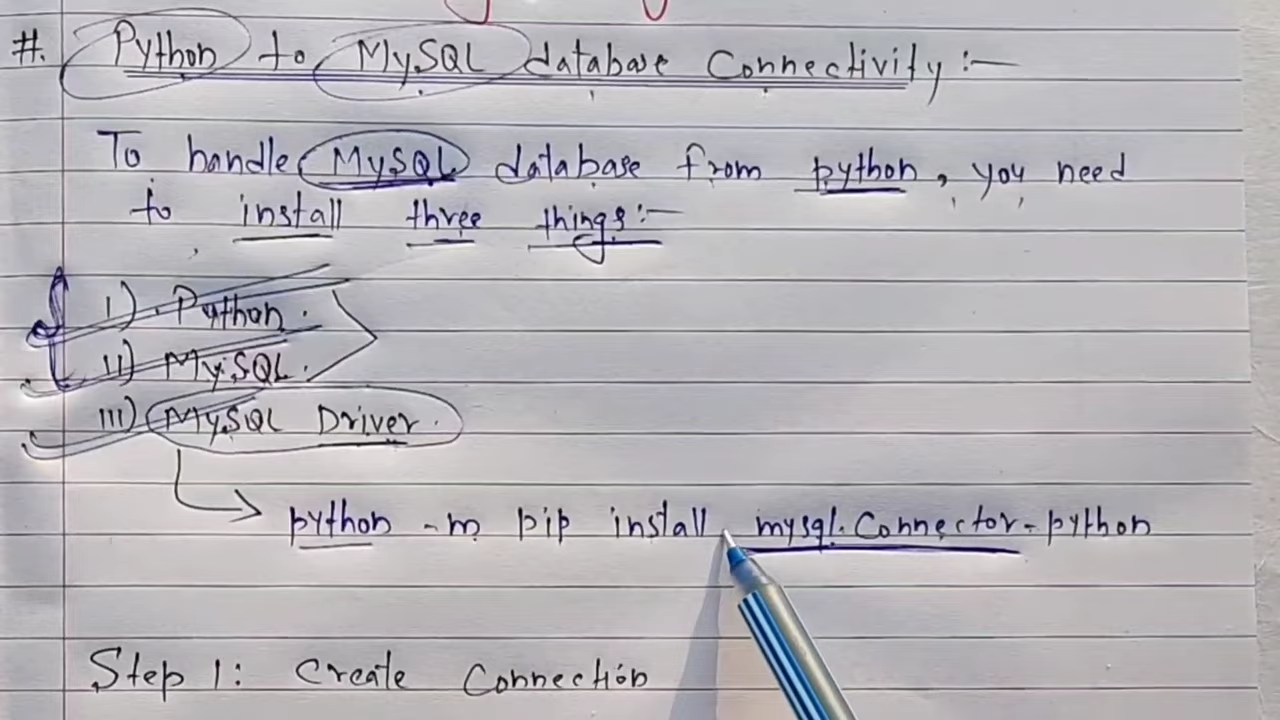 #. Python to MySQL database Connectivity :-
To handle MySQL database from python, you need
to install three things :-
I) Python.
II) MySQL.
III) MySQL Driver.
python -m pip install mysql.Connector-python
Step 1: Create Connection